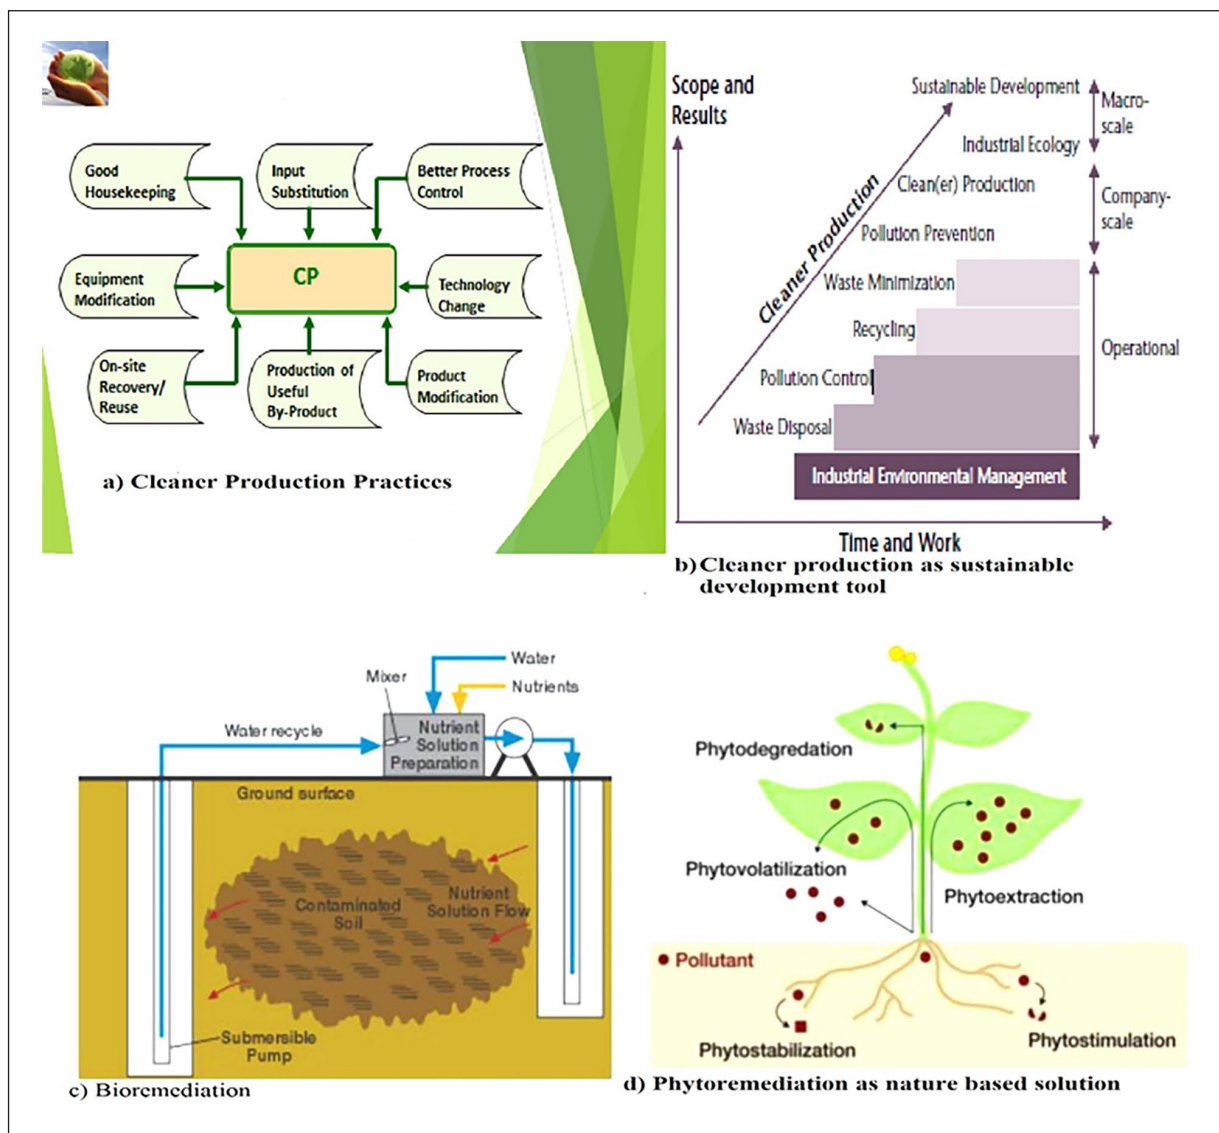 Good
Housekeeping
Input
Substitution
Better Process
Control
Equipment
Modification
CP
Technology
Change
On-site
Recovery/
Reuse
Production of
Useful
By-Product
Product
Modification
a) Cleaner Production Practices
Scope and
Results
Cleaner Production
Sustainable Development
Industrial Ecology
Clean(er) Production
Pollution Prevention
Waste Minimization
Recycling
Pollution Control
Waste Disposal
Industrial Environmental Management
Macro-
scale
Company-
scale
Operational
Time and Work
b) Cleaner production as sustainable
development tool
Water
Nutrients
Mixer
Water recycle
Nutrient
Solution
Preparation
Ground surface
Contaminated
Soil
Nutrient
Solution Flow
Submersible
Pump
c) Bioremediation
Phytodegredation
Phytovolatilization
Phytoextraction
Pollutant
Phytostabilization
Phytostimulation
d) Phytoremediation as nature based solution